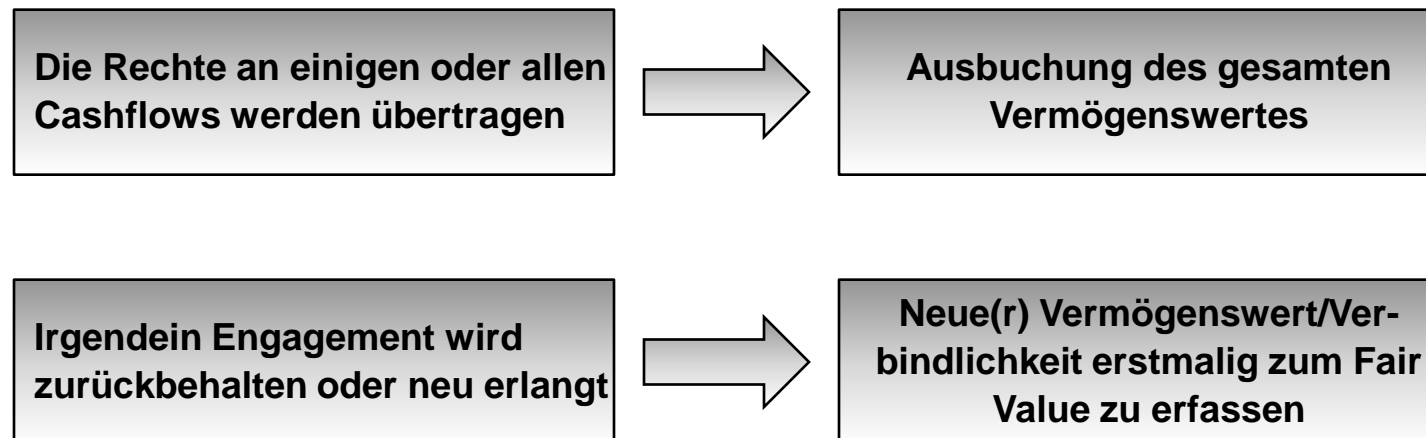 Die Rechte an einigen oder allen
Cashflows werden übertragen
Ausbuchung des gesamten
Vermögenswertes
Irgendein Engagement wird
zurückbehalten oder neu erlangt
Neue(r) Vermögenswert/Ver-
bindlichkeit erstmalig zum Fair
Value zu erfassen